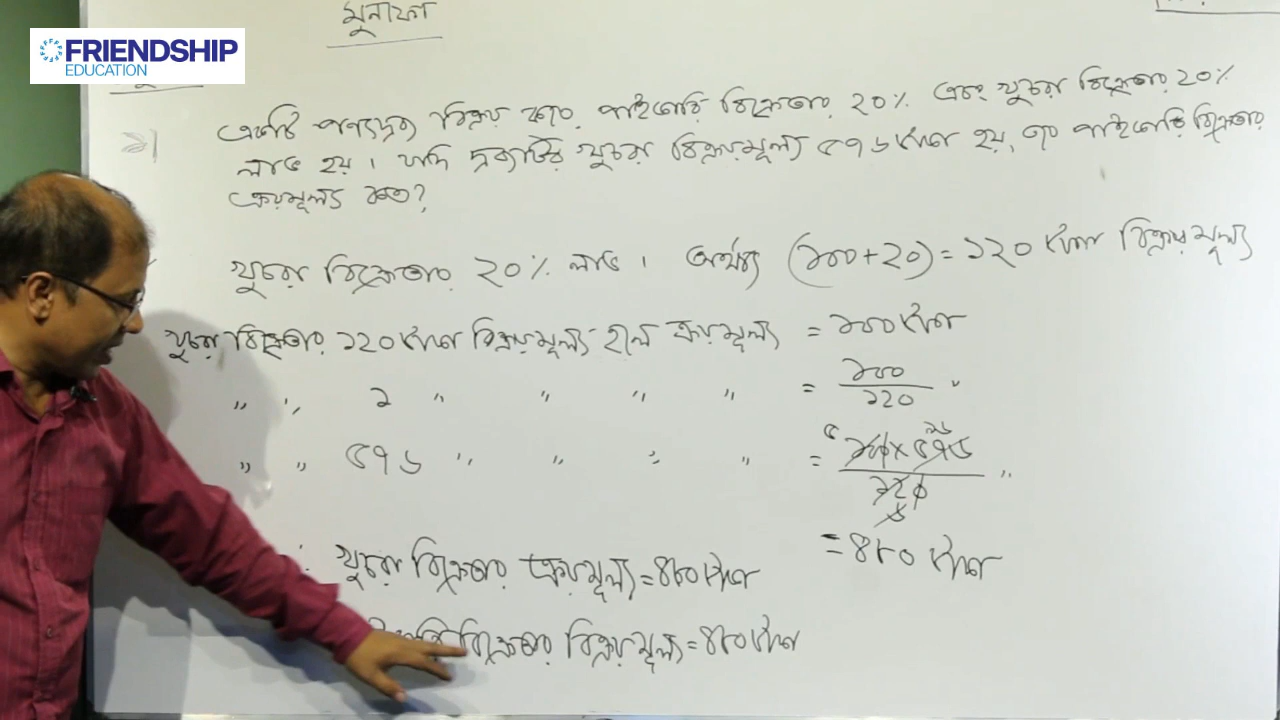 FRIENDSHIP
EDUCATION
মুনাফা
২। একটি পণ্যদ্রব্য বিক্রয় করে পাইকারি বিক্রেতার ২০% এবং খুচরা বিক্রেতার ২০%
লাভ হয়। যদি দ্রব্যটির খুচরা বিক্রয়মূল্য ৫৭৬ টাকা হয়, তবে পাইকারি বিক্রেতার
ক্রয়মূল্য কত?
খুচরা বিক্রেতার ২০% লাভে। অর্থাৎ (১০০+২০) = ১২০ টাকা বিক্রয়মূল্য
খুচরা বিক্রেতার ১২০ টাকা বিক্রয়মূল্য হলে ক্রয়মূল্য = ১০০ টাকা
" " ১ " " " " = ১০০/১২০ "
" " ৫৭৬ " " " " = ১০০×৫৭৬/১২০ "
= ৪৮০ টাকা
খুচরা বিক্রেতার ক্রয়মূল্য = ৪৮০ টাকা
বিক্রেতার বিক্রয়মূল্য = ৪৮০ টাকা